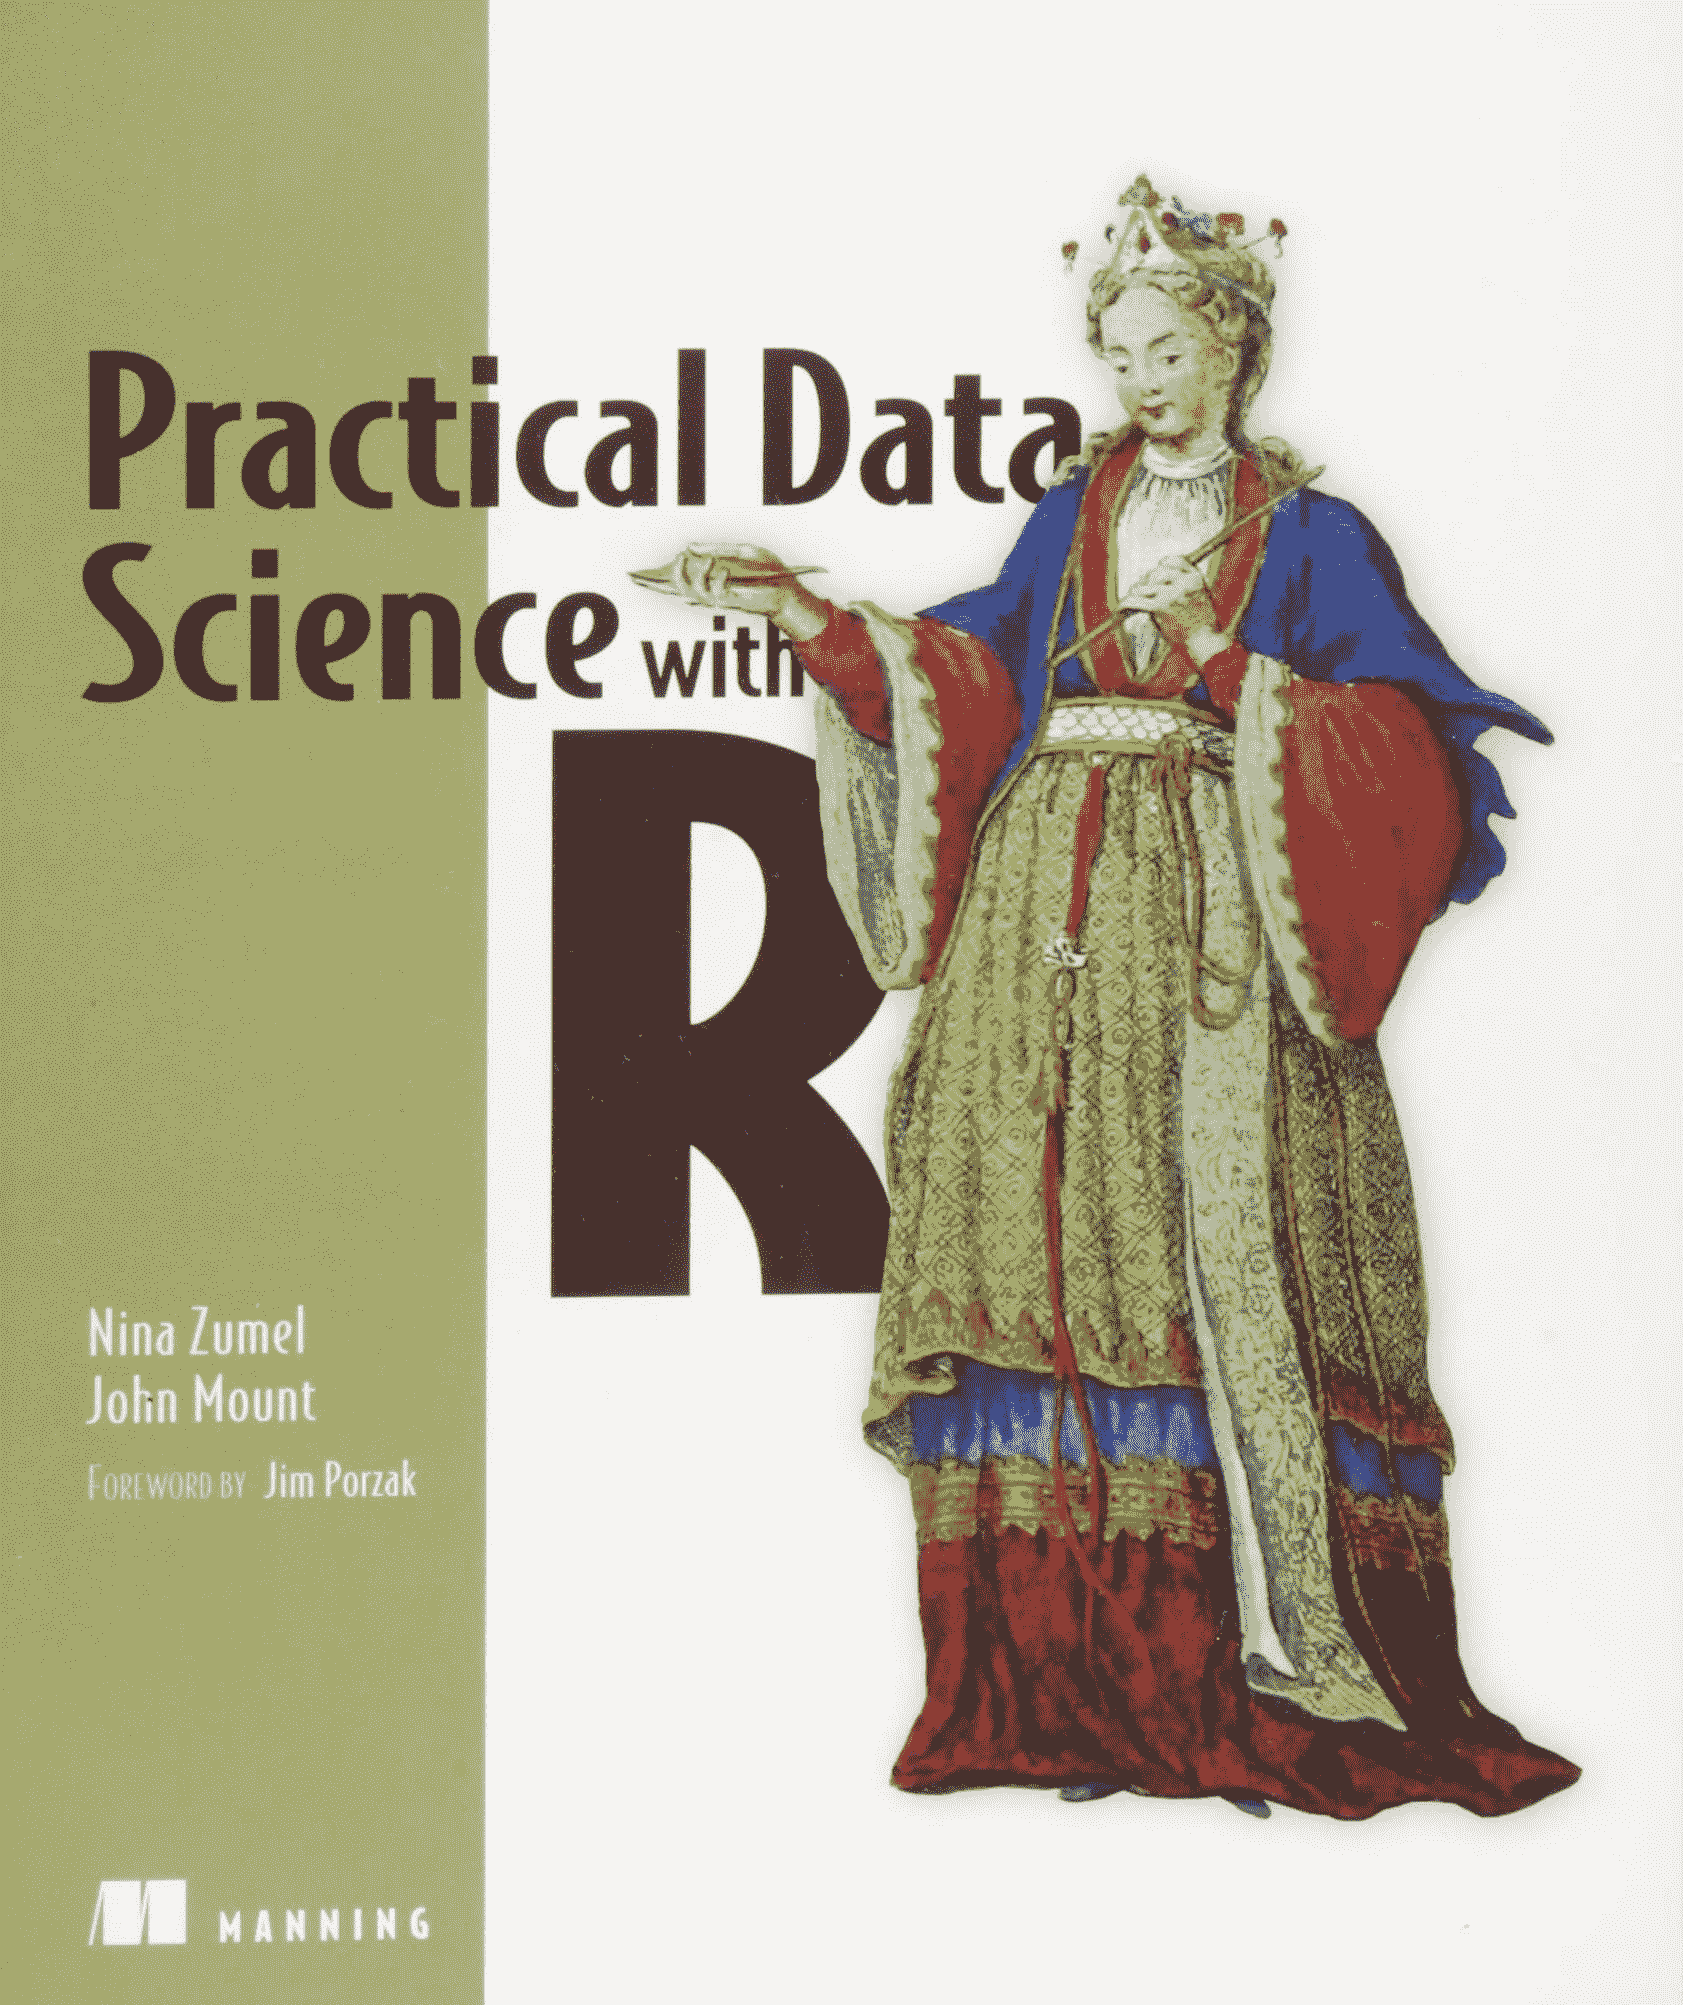 Practical Data
Science with
R
Nina Zumel
John Mount
FOREWORD BY Jim Porzak
MANNING